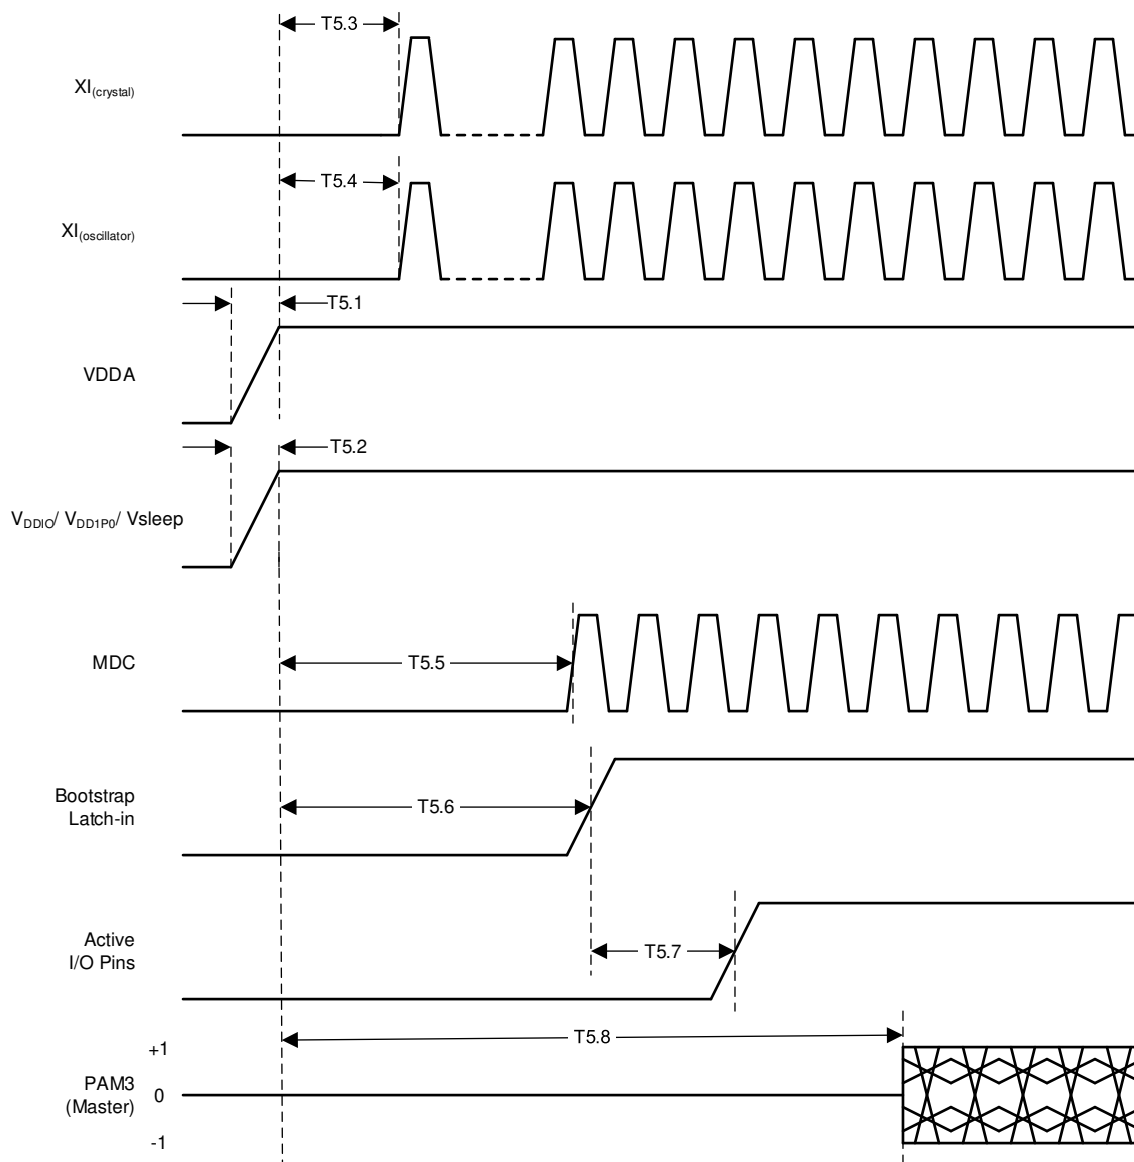 T5.3
XI(crystal)
T5.4
XI(oscillator)
T5.1
VDDA
T5.2
VDDIO/ VDD1P0/ Vsleep
T5.5
MDC
Bootstrap
Latch-in
T5.6
Active
I/O Pins
T5.7
T5.8
+1
PAM3
(Master)
0
-1